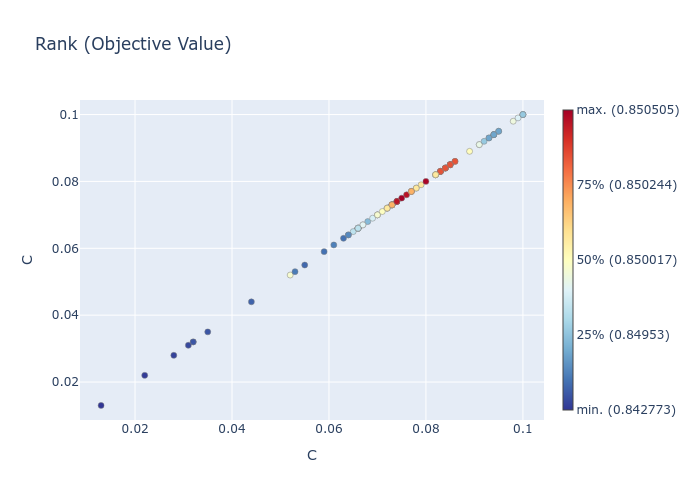 Rank (Objective Value)
0.1
0.08
0.06
0.04
0.02
C
0.02
0.04
0.06
0.08
0.1
C
max. (0.850505)
75% (0.850244)
50% (0.850017)
25% (0.84953)
min. (0.842773)